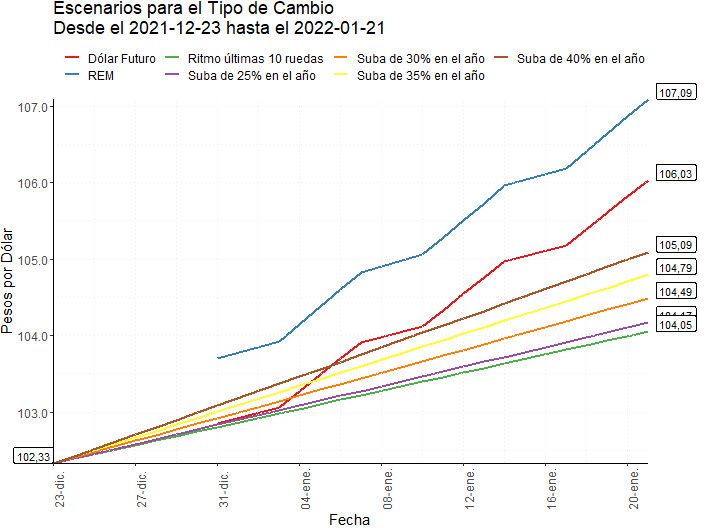 Escenarios para el Tipo de Cambio
Desde el 2021-12-23 hasta el 2022-01-21
Dólar Futuro
REM
Ritmo últimas 10 ruedas
Suba de 25% en el año
Suba de 30% en el año
Suba de 35% en el año
Suba de 40% en el año
Pesos por Dólar
107.0
106.0
105.0
104.0
103.0
107,09
106,03
105,09
104,79
104,49
104,05
102,33
23-dic.
27-dic.
31-dic.
04-ene.
08-ene.
12-ene.
16-ene.
20-ene.
Fecha